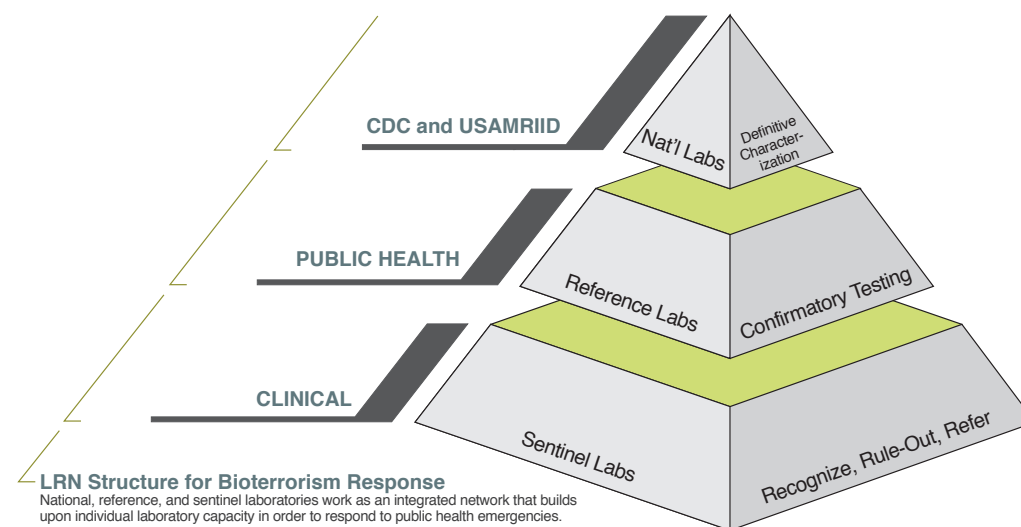 CDC and USAMRIID
Nat'l Labs
Definitive
Character-
ization
PUBLIC HEALTH
Reference Labs
Confirmatory Testing
CLINICAL
Sentinel Labs
Recognize, Rule-Out, Refer
LRN Structure for Bioterrorism Response
National, reference, and sentinel laboratories work as an integrated network that builds
upon individual laboratory capacity in order to respond to public health emergencies.